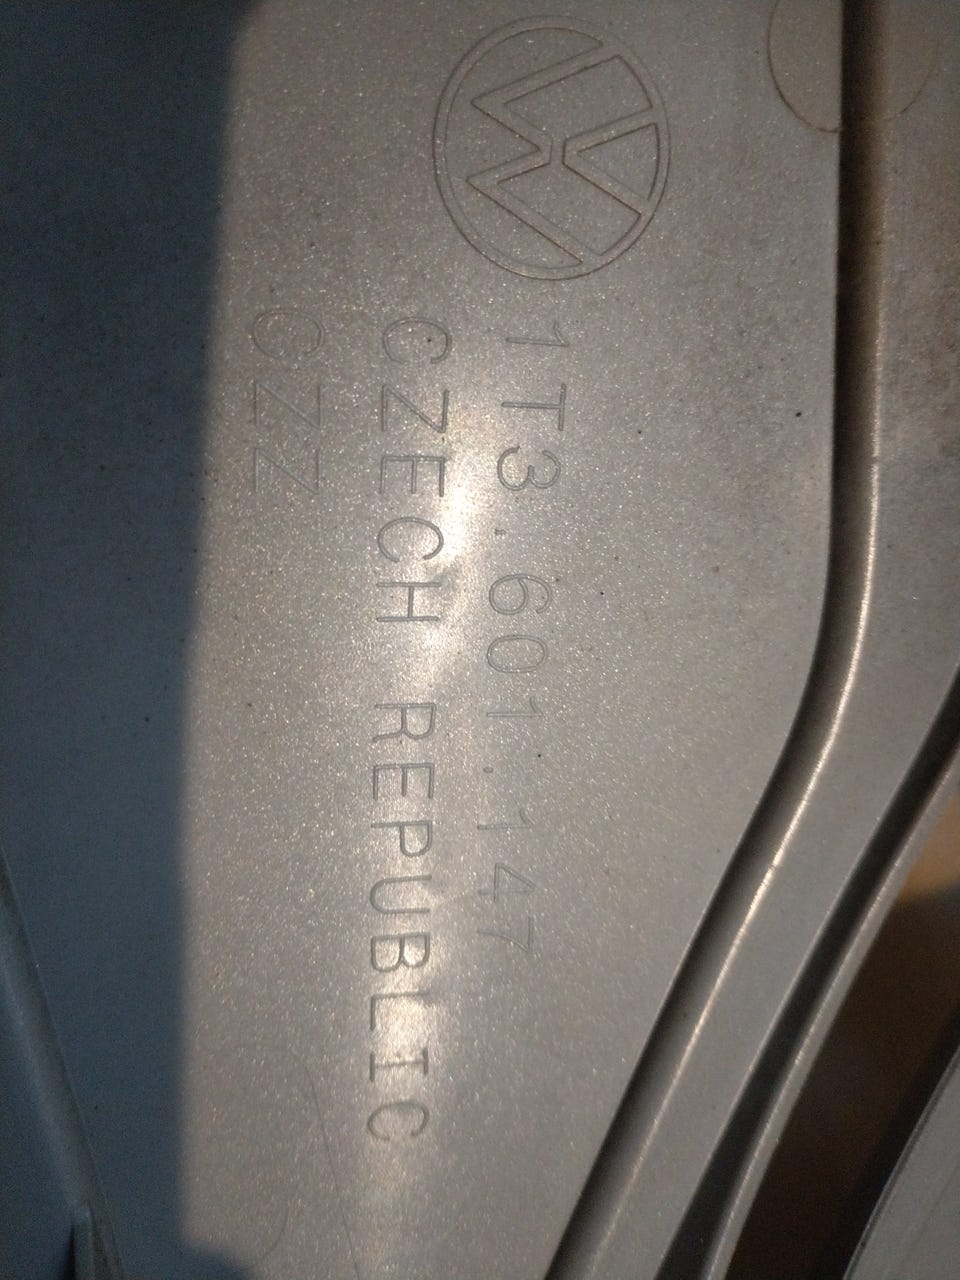 1T3.601.147
CZECH REPUBLIC
CZZ